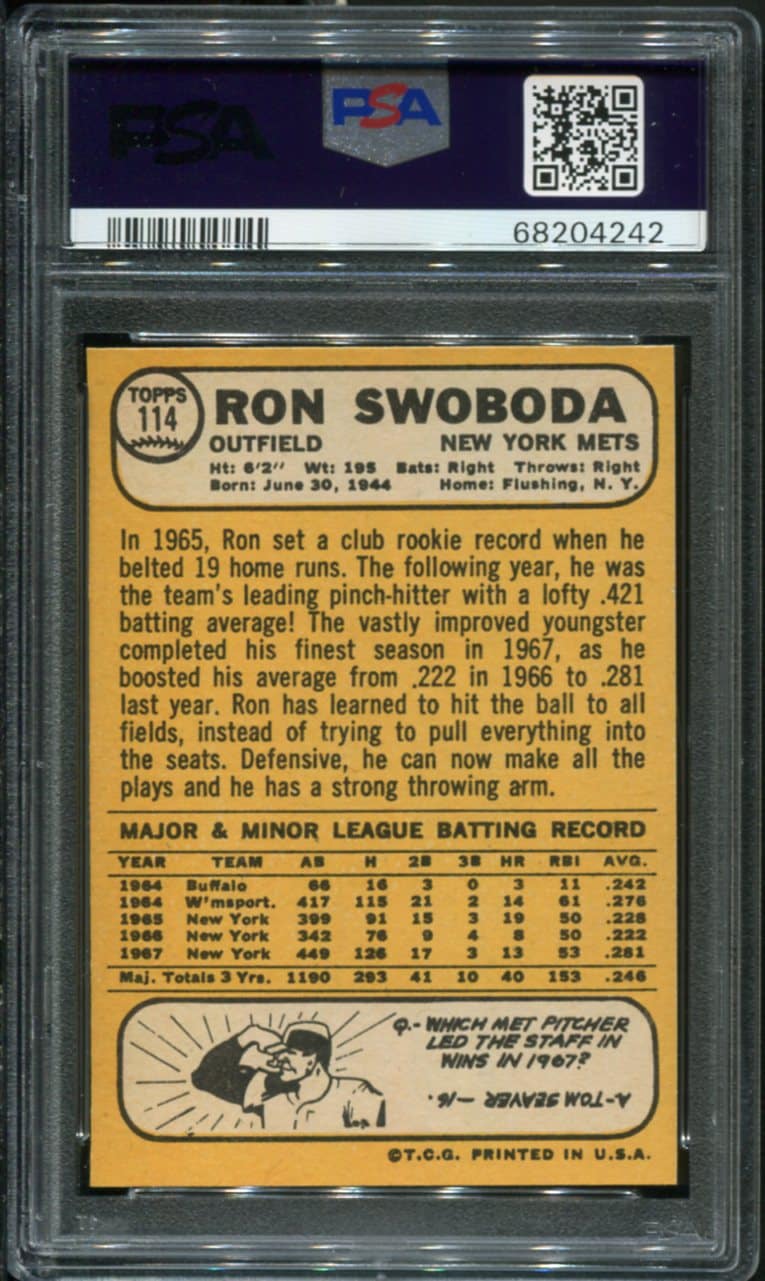 PSA PSA
68204242
TOPPS
114
RON SWOBODA
OUTFIELD NEW YORK METS
Ht: 6'2" Wt: 195 Bats: Right Throws: Right
Born: June 30, 1944 Home: Flushing, N. Y.
In 1965, Ron set a club rookie record when he
belted 19 home runs. The following year, he was
the team's leading pinch-hitter with a lofty .421
batting average! The vastly improved youngster
completed his finest season in 1967, as he
boosted his average from .222 in 1966 to .281
last year. Ron has learned to hit the ball to all
fields, instead of trying to pull everything into
the seats. Defensive, he can now make all the
plays and he has a strong throwing arm.
MAJOR & MINOR LEAGUE BATTING RECORD
YEAR TEAM AB H 2B 3B HR RBI AVG.
1964 Buffalo 66 16 3 0 3 11 .242
1964 W'msport. 417 115 21 2 14 61 .276
1965 New York 399 91 15 3 19 50 .228
1966 New York 342 76 9 4 8 50 .222
1967 New York 449 126 17 3 13 53 .281
Maj. Totals 3 Yrs. 1190 293 41 10 40 153 .246
Q.- WHICH MET PITCHER
LED THE STAFF IN
WINS IN 1967?
A-TOM SEAVER -16.
©T.C.G. PRINTED IN U.S.A.